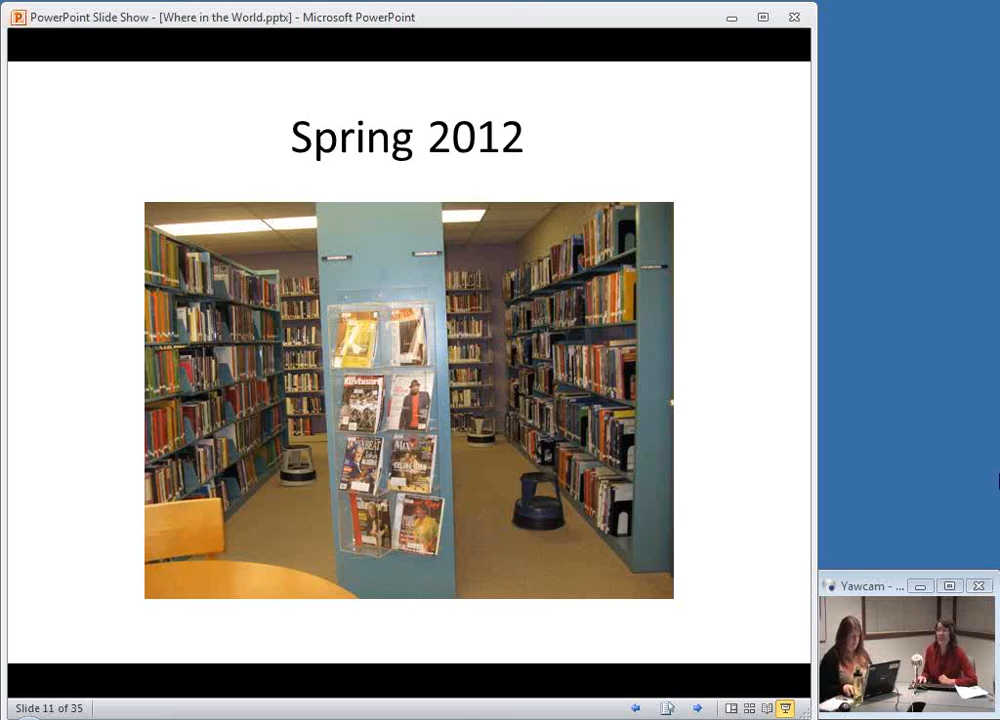 PowerPoint Slide Show - [Where in the World.pptx] - Microsoft PowerPoint
Spring 2012
Yawcam - ...
Slide 11 of 35